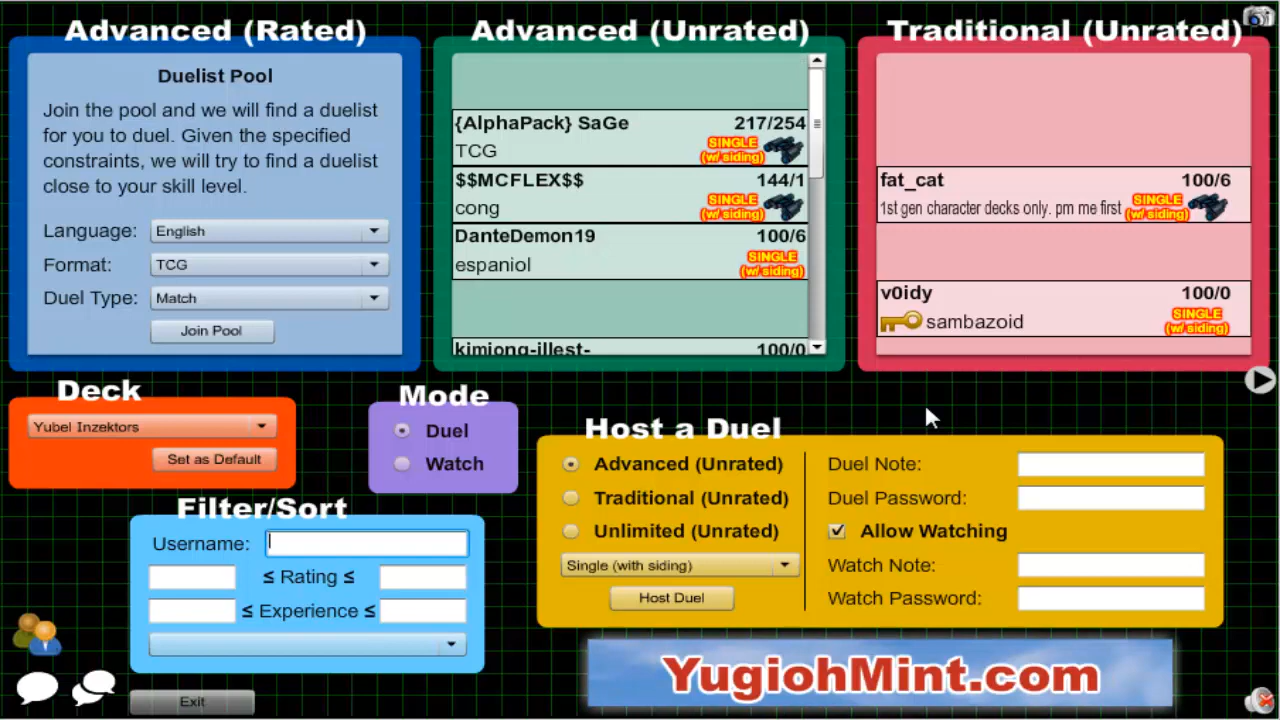 Advanced (Rated)
Duelist Pool
Join the pool and we will find a duelist
for you to duel. Given the specified
constraints, we will try to find a duelist
close to your skill level.
Language: English
Format: TCG
Duel Type: Match
Join Pool
Advanced (Unrated)
{AlphaPack} SaGe 217/254
TCG SINGLE (w/ siding)
$$MCFLEX$$ 144/1
cong SINGLE (w/ siding)
DanteDemon19 100/6
espaniol SINGLE (w/ siding)
kimjong-illest- 100/0
Traditional (Unrated)
fat_cat 100/6
1st gen character decks only. pm me first SINGLE (w/ siding)
v0idy 100/0
sambazoid SINGLE (w/ siding)
Deck
Yubel Inzektors
Set as Default
Mode
Duel
Watch
Filter/Sort
Username:
≤ Rating ≤
≤ Experience ≤
Exit
Host a Duel
Advanced (Unrated)
Traditional (Unrated)
Unlimited (Unrated)
Single (with siding)
Host Duel
Duel Note:
Duel Password:
Allow Watching
Watch Note:
Watch Password:
YugiohMint.com